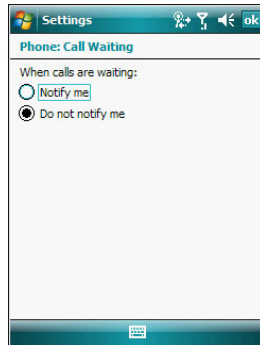 Settings
ok
Phone: Call Waiting
When calls are waiting:
Notify me
Do not notify me